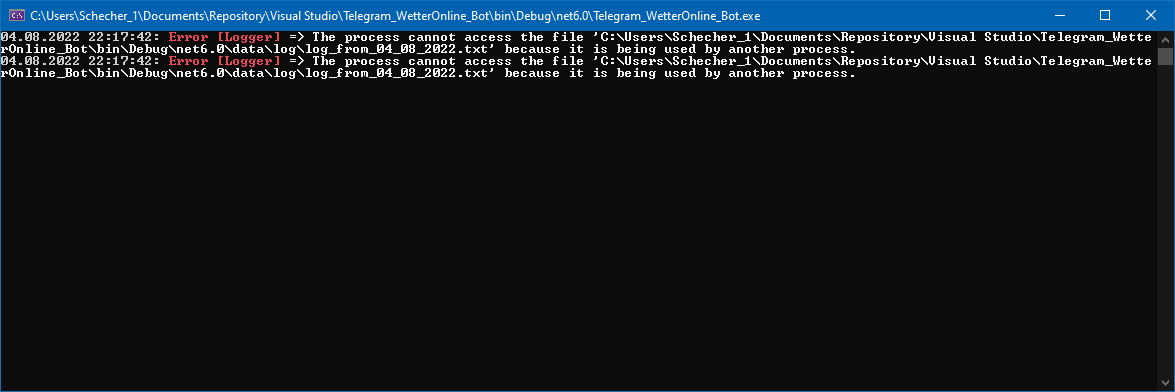 C:\Users\Schecher_1\Documents\Repository\Visual Studio\Telegram_WetterOnline_Bot\bin\Debug\net6.0\Telegram_WetterOnline_Bot.exe
04.08.2022 22:17:42: Error [Logger] => The process cannot access the file 'C:\Users\Schecher_1\Documents\Repository\Visual Studio\Telegram_Wette
rOnline_Bot\bin\Debug\net6.0\data\log\log_from_04_08_2022.txt' because it is being used by another process.
04.08.2022 22:17:42: Error [Logger] => The process cannot access the file 'C:\Users\Schecher_1\Documents\Repository\Visual Studio\Telegram_Wette
rOnline_Bot\bin\Debug\net6.0\data\log\log_from_04_08_2022.txt' because it is being used by another process.